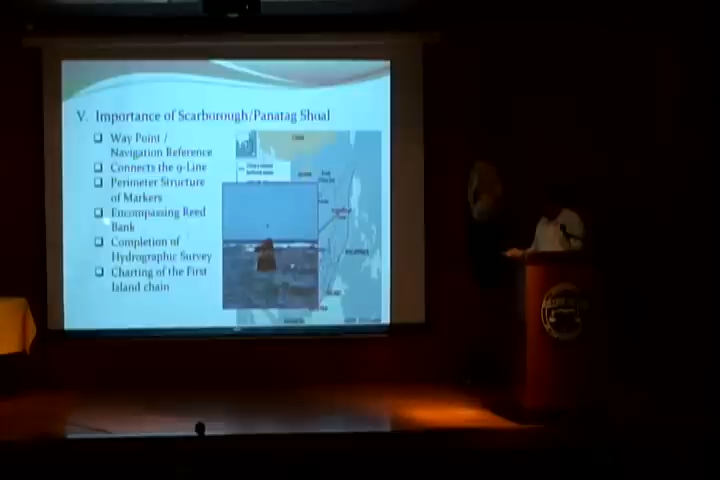 V. Importance of Scarborough/Panatag Shoal
Way Point /
Navigation Reference
Connects the 9-Line
Perimeter Structure
of Markers
Encompassing Reed
Bank
Completion of
Hydrographic Survey
Charting of the First
Island chain